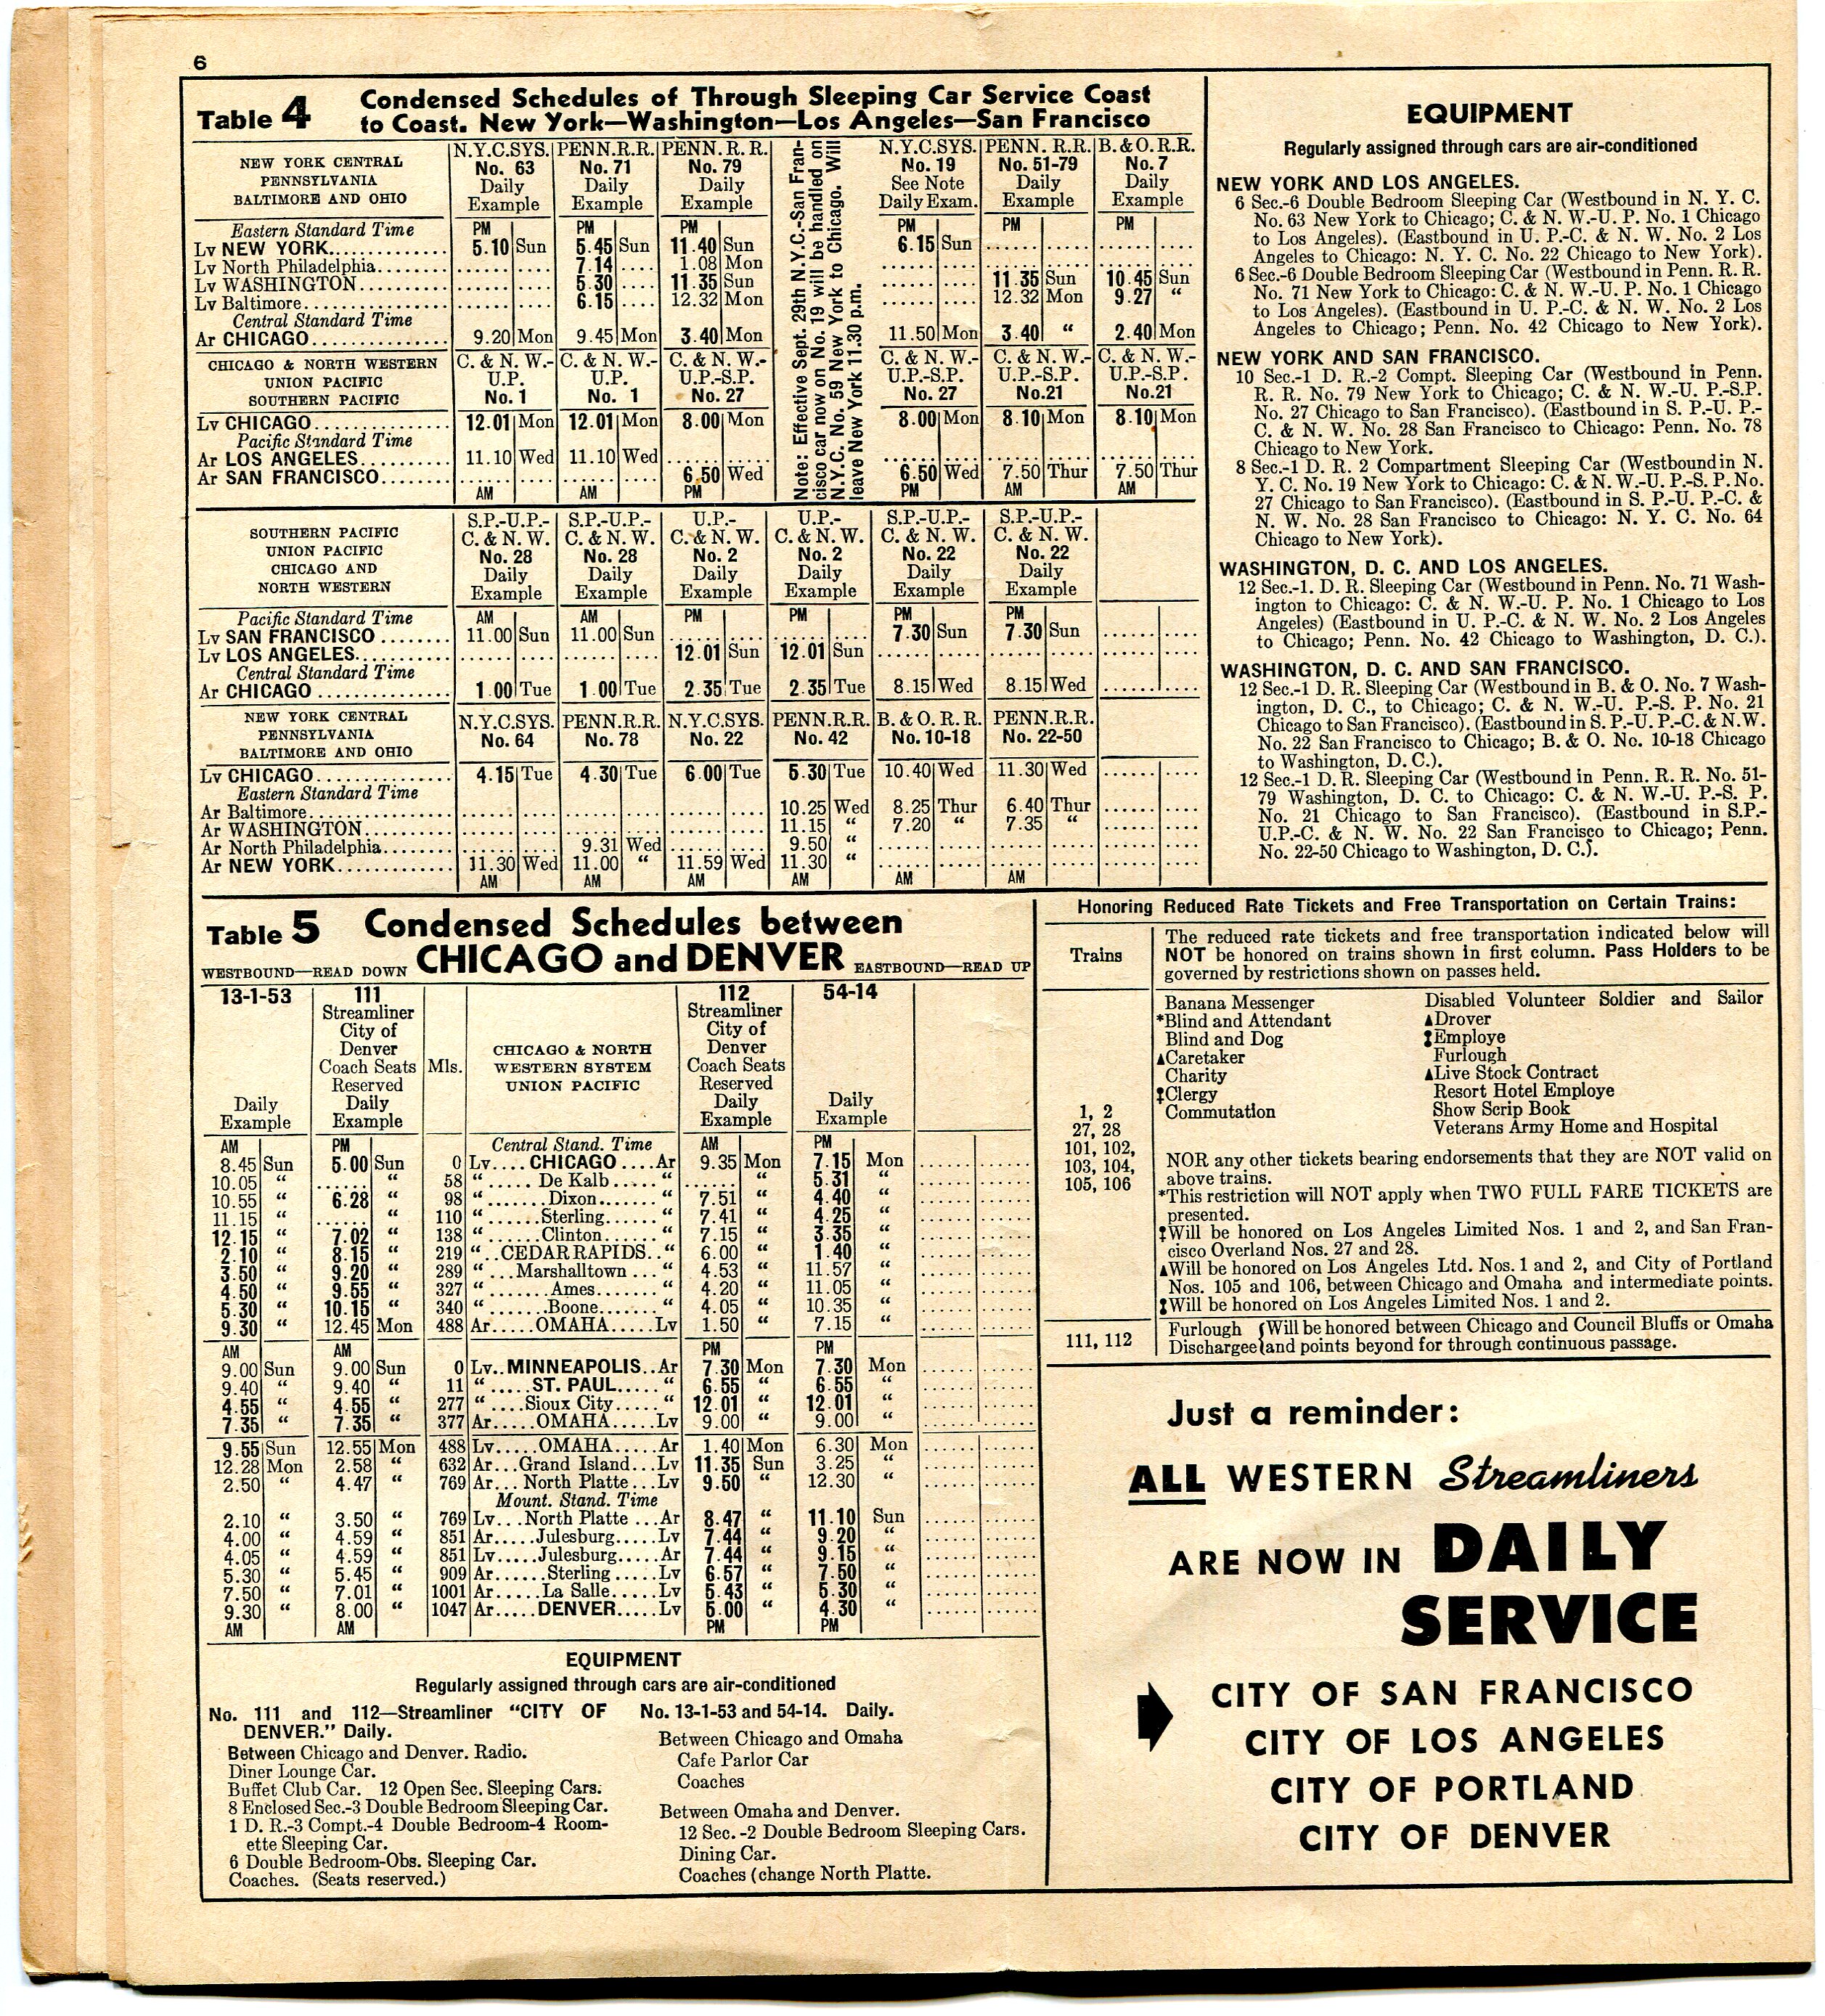 6
Table 4 Condensed Schedules of Through Sleeping Car Service Coast
to Coast. New York—Washington—Los Angeles—San Francisco
NEW YORK CENTRAL
PENNSYLVANIA
BALTIMORE AND OHIO
N.Y.C.SYS. PENN.R.R. PENN. R. R. N.Y.C.SYS. PENN. R.R. B. & O. R.R.
No. 63 No. 71 No. 79 No. 19 No. 51-79 No. 7
Daily Daily Daily See Note Daily Daily
Example Example Example Daily Exam. Example Example
Note: Effective Sept. 29th N.Y.C.-San Fran-
cisco car now on No. 19 will be handled on
N.Y.C. No. 59 New York to Chicago. Will
leave New York 11.30 p.m.
Eastern Standard Time PM PM PM PM PM PM
Lv NEW YORK 5.10 Sun 5.45 Sun 11.40 Sun 6.15 Sun
Lv North Philadelphia 7.14 1.08 Mon
Lv WASHINGTON 5.30 11.35 Sun 11.35 Sun 10.45 Sun
Lv Baltimore 6.15 12.32 Mon 12.32 Mon 9.27 “
Central Standard Time
Ar CHICAGO 9.20 Mon 9.45 Mon 3.40 Mon 11.50 Mon 3.40 “ 2.40 Mon
CHICAGO & NORTH WESTERN
UNION PACIFIC
SOUTHERN PACIFIC
C. & N. W.- C. & N. W.- C. & N. W.- C. & N. W.- C. & N. W.- C. & N. W.-
U.P. U.P. U.P.-S.P. U.P.-S.P. U.P.-S.P. U.P.-S.P.
No. 1 No. 1 No. 27 No. 27 No.21 No.21
Lv CHICAGO 12.01 Mon 12.01 Mon 8.00 Mon 8.00 Mon 8.10 Mon 8.10 Mon
Pacific Standard Time
Ar LOS ANGELES 11.10 Wed 11.10 Wed
Ar SAN FRANCISCO 6.50 Wed 6.50 Wed 7.50 Thur 7.50 Thur
AM AM PM PM AM AM
SOUTHERN PACIFIC
UNION PACIFIC
CHICAGO AND
NORTH WESTERN
S.P.-U.P.- S.P.-U.P.- U.P.- U.P.- S.P.-U.P.- S.P.-U.P.-
C. & N. W. C. & N. W. C. & N. W. C. & N. W. C. & N. W. C. & N. W.
No. 28 No. 28 No. 2 No. 2 No. 22 No. 22
Daily Daily Daily Daily Daily Daily
Example Example Example Example Example Example
Pacific Standard Time AM AM PM PM PM PM
Lv SAN FRANCISCO 11.00 Sun 11.00 Sun 7.30 Sun 7.30 Sun
Lv LOS ANGELES 12.01 Sun 12.01 Sun
Central Standard Time
Ar CHICAGO 1.00 Tue 1.00 Tue 2.35 Tue 2.35 Tue 8.15 Wed 8.15 Wed
NEW YORK CENTRAL
PENNSYLVANIA
BALTIMORE AND OHIO
N.Y.C.SYS. PENN.R.R. N.Y.C.SYS. PENN.R.R. B. & O. R. R. PENN.R.R.
No. 64 No. 78 No. 22 No. 42 No. 10-18 No. 22-50
Lv CHICAGO 4.15 Tue 4.30 Tue 6.00 Tue 5.30 Tue 10.40 Wed 11.30 Wed
Eastern Standard Time
Ar Baltimore 10.25 Wed 8.25 Thur 6.40 Thur
Ar WASHINGTON 11.15 “ 7.20 “ 7.35 “
Ar North Philadelphia 9.31 Wed 9.50 “
Ar NEW YORK 11.30 Wed 11.00 “ 11.59 Wed 11.30 “
AM AM AM AM AM AM
EQUIPMENT
Regularly assigned through cars are air-conditioned
NEW YORK AND LOS ANGELES.
6 Sec.-6 Double Bedroom Sleeping Car (Westbound in N. Y. C.
No. 63 New York to Chicago; C. & N. W.-U. P. No. 1 Chicago
to Los Angeles). (Eastbound in U. P.-C. & N. W. No. 2 Los
Angeles to Chicago: N. Y. C. No. 22 Chicago to New York).
6 Sec.-6 Double Bedroom Sleeping Car (Westbound in Penn. R. R.
No. 71 New York to Chicago: C. & N. W.-U. P. No. 1 Chicago
to Los Angeles). (Eastbound in U. P.-C. & N. W. No. 2 Los
Angeles to Chicago; Penn. No. 42 Chicago to New York).
NEW YORK AND SAN FRANCISCO.
10 Sec.-1 D. R.-2 Compt. Sleeping Car (Westbound in Penn.
R. R. No. 79 New York to Chicago; C. & N. W.-U. P.-S.P.
No. 27 Chicago to San Francisco). (Eastbound in S. P.-U. P.-
C. & N. W. No. 28 San Francisco to Chicago: Penn. No. 78
Chicago to New York.
8 Sec.-1 D. R. 2 Compartment Sleeping Car (Westbound in N.
Y. C. No. 19 New York to Chicago: C. & N.W.-U. P.-S. P. No.
27 Chicago to San Francisco). (Eastbound in S. P.-U. P.-C. &
N. W. No. 28 San Francisco to Chicago: N. Y. C. No. 64
Chicago to New York).
WASHINGTON, D. C. AND LOS ANGELES.
12 Sec.-1. D. R. Sleeping Car (Westbound in Penn. No. 71 Wash-
ington to Chicago: C. & N. W.-U. P. No. 1 Chicago to Los
Angeles) (Eastbound in U. P.-C. & N. W. No. 2 Los Angeles
to Chicago; Penn. No. 42 Chicago to Washington, D. C.).
WASHINGTON, D. C. AND SAN FRANCISCO.
12 Sec.-1 D. R. Sleeping Car (Westbound in B. & O. No. 7 Wash-
ington, D. C., to Chicago; C. & N. W.-U. P.-S. P. No. 21
Chicago to San Francisco). (Eastbound in S. P.-U. P.-C. & N.W.
No. 22 San Francisco to Chicago; B. & O. No. 10-18 Chicago
to Washington, D. C.).
12 Sec.-1 D. R. Sleeping Car (Westbound in Penn. R. R. No. 51-
79 Washington, D. C. to Chicago: C. & N. W.-U. P.-S. P.
No. 21 Chicago to San Francisco). (Eastbound in S.P.-
U.P.-C. & N. W. No. 22 San Francisco to Chicago; Penn.
No. 22-50 Chicago to Washington, D. C.).
Table 5 Condensed Schedules between
CHICAGO and DENVER
WESTBOUND—READ DOWN EASTBOUND—READ UP
13-1-53 111 112 54-14
Streamliner Streamliner
City of City of
Denver CHICAGO & NORTH Denver
Coach Seats Mls. WESTERN SYSTEM Coach Seats
Reserved UNION PACIFIC Reserved
Daily Daily Daily Daily
Example Example Example Example
AM PM Central Stand. Time AM PM
8.45 Sun 5.00 Sun 0 Lv CHICAGO Ar 9.35 Mon 7.15 Mon
10.05 “ “ 58 “ De Kalb “ “ 5.31 “
10.55 “ 6.28 “ 98 “ Dixon “ 7.51 “ 4.40 “
11.15 “ “ 110 “ Sterling “ 7.41 “ 4.25 “
12.15 “ 7.02 “ 138 “ Clinton “ 7.15 “ 3.35 “
2.10 “ 8.15 “ 219 “ CEDAR RAPIDS “ 6.00 “ 1.40 “
3.50 “ 9.20 “ 289 “ Marshalltown “ 4.53 “ 11.57 “
4.50 “ 9.55 “ 327 “ Ames “ 4.20 “ 11.05 “
5.30 “ 10.15 “ 340 “ Boone “ 4.05 “ 10.35 “
9.30 “ 12.45 Mon 488 Ar OMAHA Lv 1.50 “ 7.15 “
AM AM PM PM
9.00 Sun 9.00 Sun 0 Lv MINNEAPOLIS Ar 7.30 Mon 7.30 Mon
9.40 “ 9.40 “ 11 “ ST. PAUL “ 6.55 “ 6.55 “
4.55 “ 4.55 “ 277 “ Sioux City “ 12.01 “ 12.01 “
7.35 “ 7.35 “ 377 Ar OMAHA Lv 9.00 “ 9.00 “
9.55 Sun 12.55 Mon 488 Lv OMAHA Ar 1.40 Mon 6.30 Mon
12.28 Mon 2.58 “ 632 Ar Grand Island Lv 11.35 Sun 3.25 “
2.50 “ 4.47 “ 769 Ar North Platte Lv 9.50 “ 12.30 “
Mount. Stand. Time
2.10 “ 3.50 “ 769 Lv North Platte Ar 8.47 “ 11.10 Sun
4.00 “ 4.59 “ 851 Ar Julesburg Lv 7.44 “ 9.20 “
4.05 “ 4.59 “ 851 Lv Julesburg Ar 7.44 “ 9.15 “
5.30 “ 5.45 “ 909 Ar Sterling Lv 6.57 “ 7.50 “
7.50 “ 7.01 “ 1001 Ar La Salle Lv 5.43 “ 5.30 “
9.30 “ 8.00 “ 1047 Ar DENVER Lv 5.00 “ 4.30 “
AM AM PM PM
EQUIPMENT
Regularly assigned through cars are air-conditioned
No. 111 and 112—Streamliner “CITY OF
DENVER.” Daily.
Between Chicago and Denver. Radio.
Diner Lounge Car.
Buffet Club Car. 12 Open Sec. Sleeping Cars.
8 Enclosed Sec.-3 Double Bedroom Sleeping Car.
1 D. R.-3 Compt.-4 Double Bedroom-4 Room-
ette Sleeping Car.
6 Double Bedroom-Obs. Sleeping Car.
Coaches. (Seats reserved.)
No. 13-1-53 and 54-14. Daily.
Between Chicago and Omaha
Cafe Parlor Car
Coaches
Between Omaha and Denver.
12 Sec. -2 Double Bedroom Sleeping Cars.
Dining Car.
Coaches (change North Platte.
Honoring Reduced Rate Tickets and Free Transportation on Certain Trains:
Trains
The reduced rate tickets and free transportation indicated below will
NOT be honored on trains shown in first column. Pass Holders to be
governed by restrictions shown on passes held.
1, 2
27, 28
101, 102,
103, 104,
105, 106
Banana Messenger
*Blind and Attendant
Blind and Dog
▲Caretaker
Charity
‡Clergy
Commutation
Disabled Volunteer Soldier and Sailor
▲Drover
‡Employe
Furlough
▲Live Stock Contract
Resort Hotel Employe
Show Scrip Book
Veterans Army Home and Hospital
NOR any other tickets bearing endorsements that they are NOT valid on
above trains.
*This restriction will NOT apply when TWO FULL FARE TICKETS are
presented.
‡Will be honored on Los Angeles Limited Nos. 1 and 2, and San Fran-
cisco Overland Nos. 27 and 28.
▲Will be honored on Los Angeles Ltd. Nos. 1 and 2, and City of Portland
Nos. 105 and 106, between Chicago and Omaha and intermediate points.
‡Will be honored on Los Angeles Limited Nos. 1 and 2.
111, 112
Furlough { Will be honored between Chicago and Council Bluffs or Omaha
Dischargee { and points beyond for through continuous passage.
Just a reminder:
ALL WESTERN Streamliners
ARE NOW IN DAILY
SERVICE
CITY OF SAN FRANCISCO
CITY OF LOS ANGELES
CITY OF PORTLAND
CITY OF DENVER